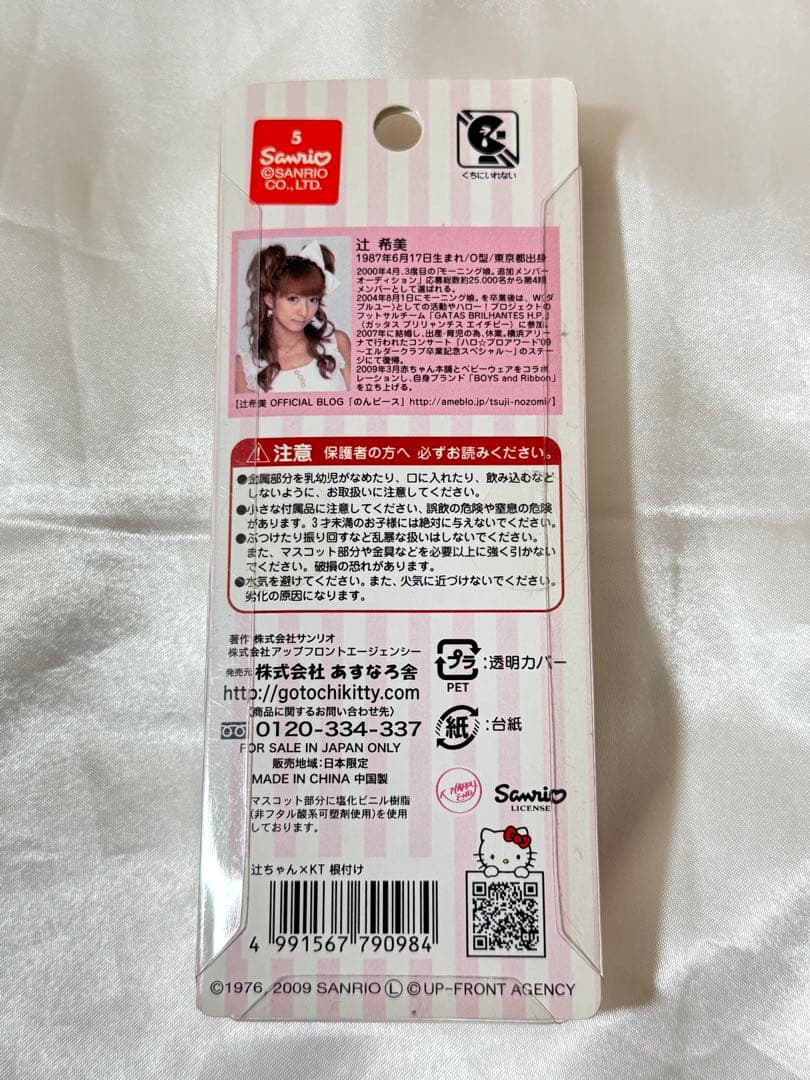 5
Sanrio
©SANRIO
CO., LTD.
くちにいれない
辻 希美
1987年6月17日生まれ/O型/東京都出身
2000年4月、3度目の「モーニング娘。追加メンバー
オーディション」応募総数約25.000名から第4期
メンバーとして選ばれる。
2004年8月1日にモーニング娘。を卒業後は、W(ダ
ブルユー)としての活動やハロー!プロジェクトの
フットサルチーム「GATAS BRILHANTES H.P.」
(ガッタス ブリリャンチス エイチピー)に参加。
2007年に結婚し、出産・育児の為、休業。横浜アリー
ナで行われたコンサート「ハロ☆プロアワード'09
～エルダークラブ卒業記念スペシャル～」のステー
ジにて復帰。
2009年3月赤ちゃん本舗とベビーウェアをコラボ
レーションし、自身ブランド「BOYS and Ribbon」
を立ち上げる。
【辻希美 OFFICIAL BLOG「のんピース」http://ameblo.jp/tsuji-nozomi/】
注意 保護者の方へ 必ずお読みください。
●金属部分を乳幼児がなめたり、口に入れたり、飲み込むなど
しないように、お取扱いに注意してください。
●小さな付属品に注意してください、誤飲の危険や窒息の危険
があります。3才未満のお子様には絶対に与えないでください。
●ぶつけたり振り回すなど乱暴な扱いはしないでください。
また、マスコット部分や金具などを必要以上に強く引かない
でください。破損の恐れがあります。
●水気を避けてください。また、火気に近づけないでください。
劣化の原因になります。
著作 株式会社サンリオ
株式会社アップフロントエージェンシー
発売元 株式会社 あすなろ舎
http://gotochikitty.com
(商品に関するお問い合わせ先)
0120-334-337
FOR SALE IN JAPAN ONLY
販売地域:日本限定
MADE IN CHINA 中国製
マスコット部分に塩化ビニル樹脂
(非フタル酸系可塑剤使用)を使用
しております。
プラ:透明カバー
PET
紙:台紙
Sanrio
LICENSE
辻ちゃん×KT 根付け
4 991567 790984
©1976, 2009 SANRIO Ⓛ ©UP-FRONT AGENCY